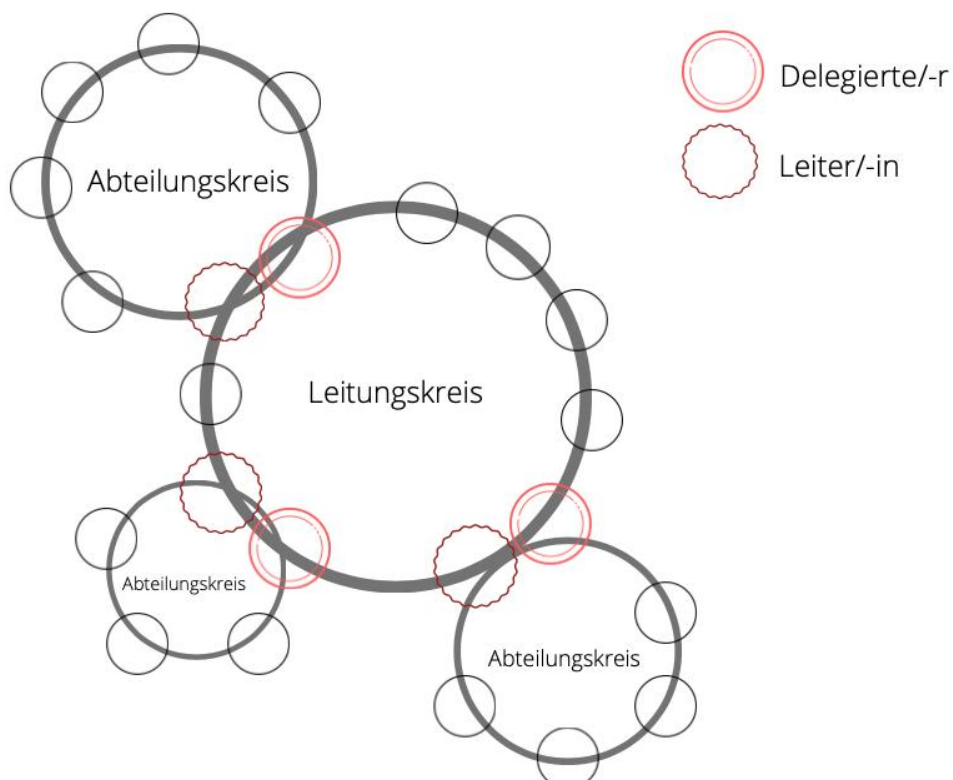 Delegierte/-r
Leiter/-in
Abteilungskreis
Leitungskreis
Abteilungskreis
Abteilungskreis